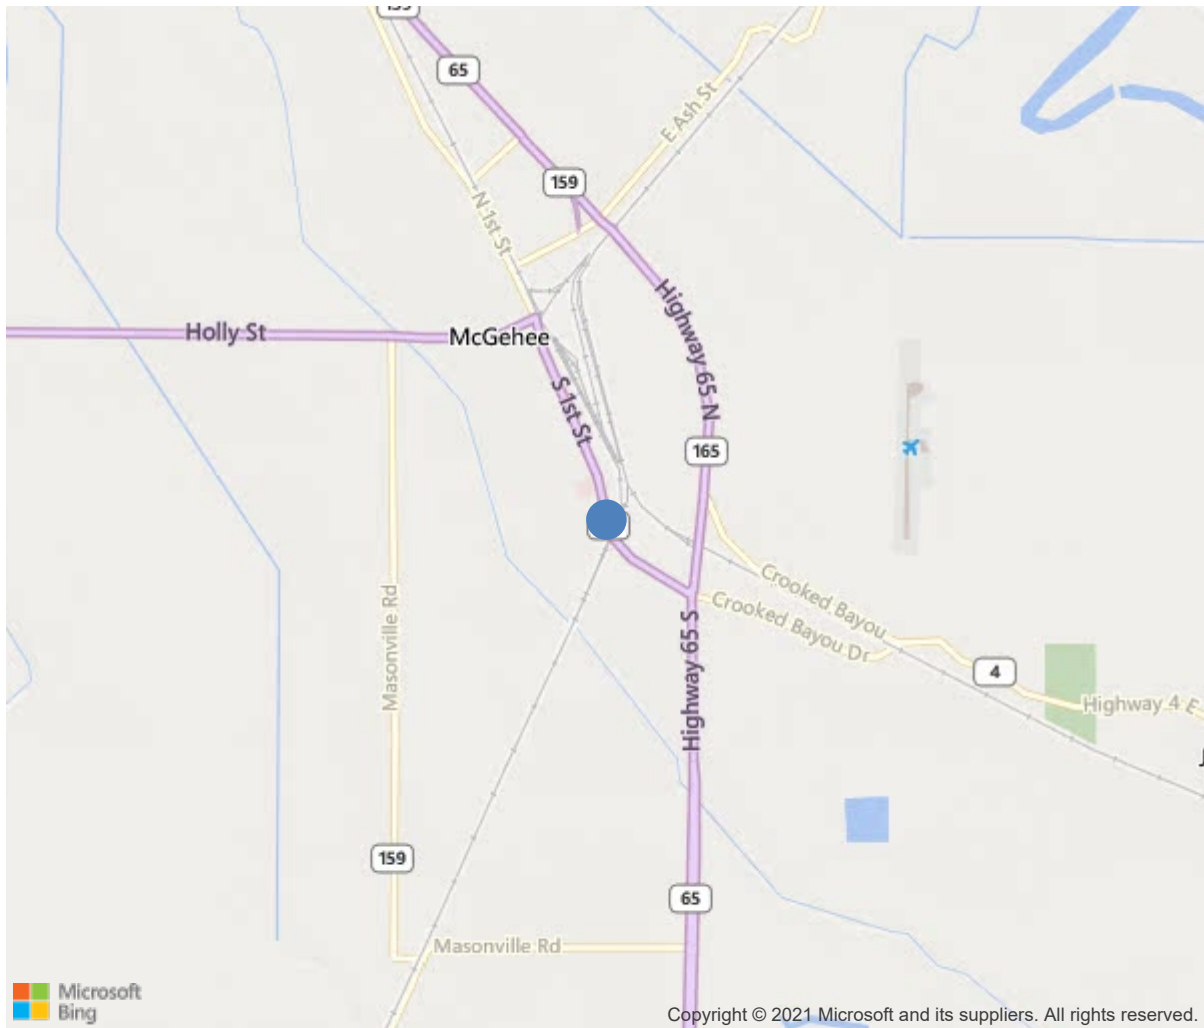 65
E Ash St
159
N 1st St
Highway 65 N
Holly St
McGehee
S 1st St
165
Crooked Bayou
Crooked Bayou Dr
Masonville Rd
Highway 65 S
4
Highway 4 E
159
65
Masonville Rd
Microsoft
Bing
Copyright © 2021 Microsoft and its suppliers. All rights reserved.